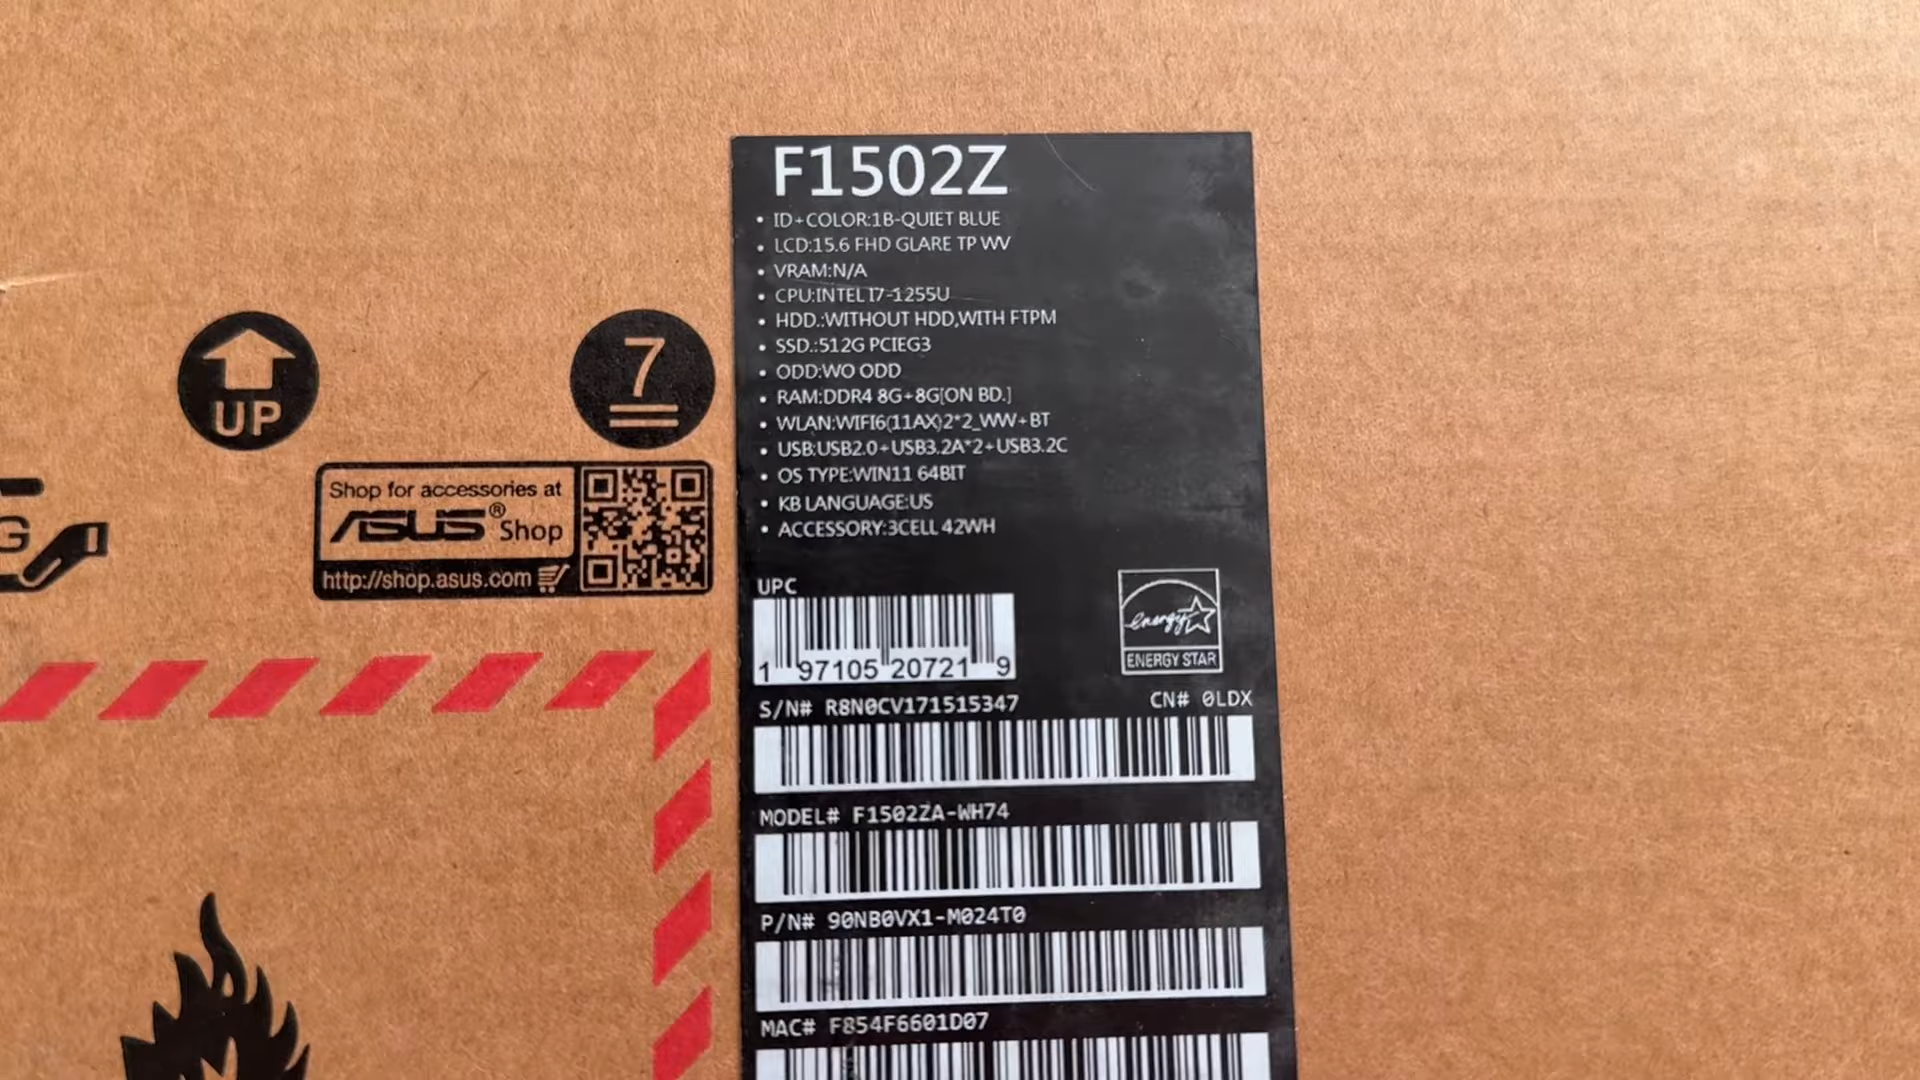 F1502Z
• ID+COLOR:1B-QUIET BLUE
• LCD:15.6 FHD GLARE TP WV
• VRAM:N/A
• CPU:INTEL I7-1255U
• HDD.:WITHOUT HDD,WITH FTPM
• SSD.:512G PCIEG3
• ODD:WO ODD
• RAM:DDR4 8G+8G[ON BD.]
• WLAN:WIFI6(11AX)2*2_WW+BT
• USB:USB2.0+USB3.2A*2+USB3.2C
• OS TYPE:WIN11 64BIT
• KB LANGUAGE:US
• ACCESSORY:3CELL 42WH
UP
7
Shop for accessories at
ASUS® Shop
http://shop.asus.com
G
UPC
1 97105 20721 9
energy
ENERGY STAR
S/N# R8N0CV171515347 CN# 0LDX
MODEL# F1502ZA-WH74
P/N# 90NB0VX1-M024T0
MAC# F854F6601D07